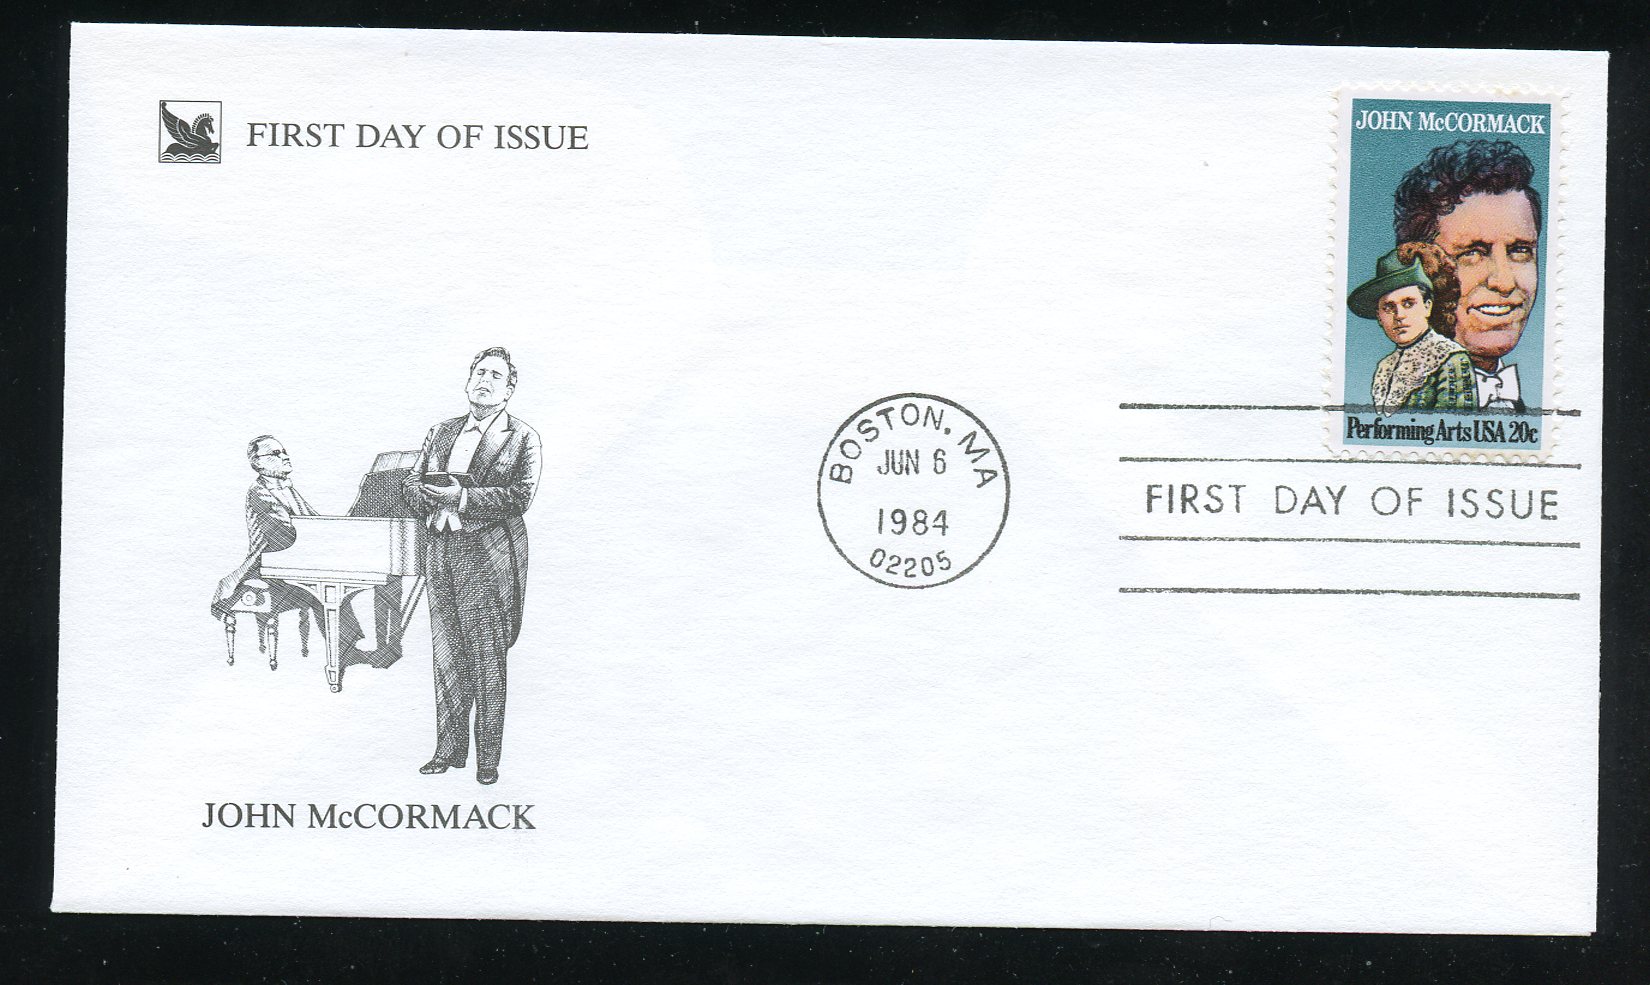 FIRST DAY OF ISSUE
JOHN McCORMACK
Performing Arts USA 20c
BOSTON, MA
JUN 6
1984
02205
FIRST DAY OF ISSUE
JOHN McCORMACK